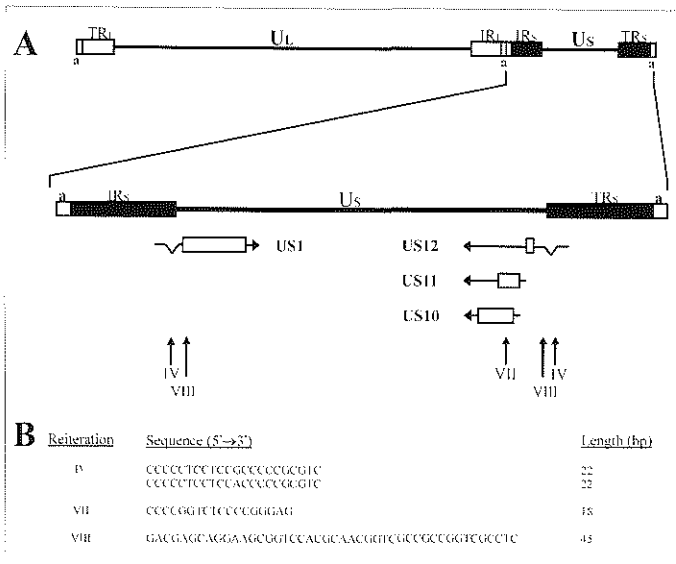 A
TRL UL IRL IRS US TRS
a a a
a IRS US TRS a
US1 US12
US11
US10
IV VII IV
VIII VIII
B Reiteration Sequence (5'→3') Length (bp)
IV CCCCCTCCTCCGCCCCCGCGTC 22
CCCCCTCCTCCACCCCCGCGTC 22
VII CCCCGGTCTCCCCGGGAG 18
VIII GACGAGCAGGAAGCGGTCCACGCAACGGTCGCCGCCGGTCGCCTC 45